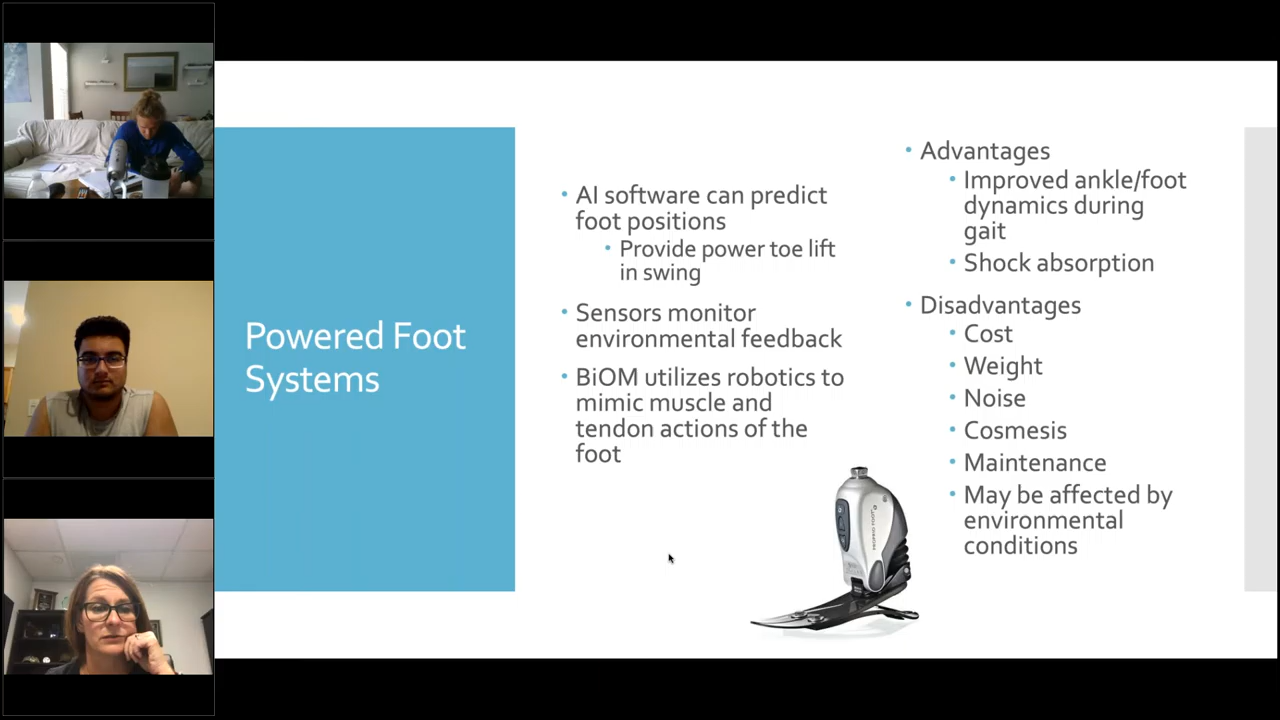 Powered Foot
Systems
AI software can predict
foot positions
Provide power toe lift
in swing
Sensors monitor
environmental feedback
BiOM utilizes robotics to
mimic muscle and
tendon actions of the
foot
Advantages
Improved ankle/foot
dynamics during
gait
Shock absorption
Disadvantages
Cost
Weight
Noise
Cosmesis
Maintenance
May be affected by
environmental
conditions
PROPRIO FOOT